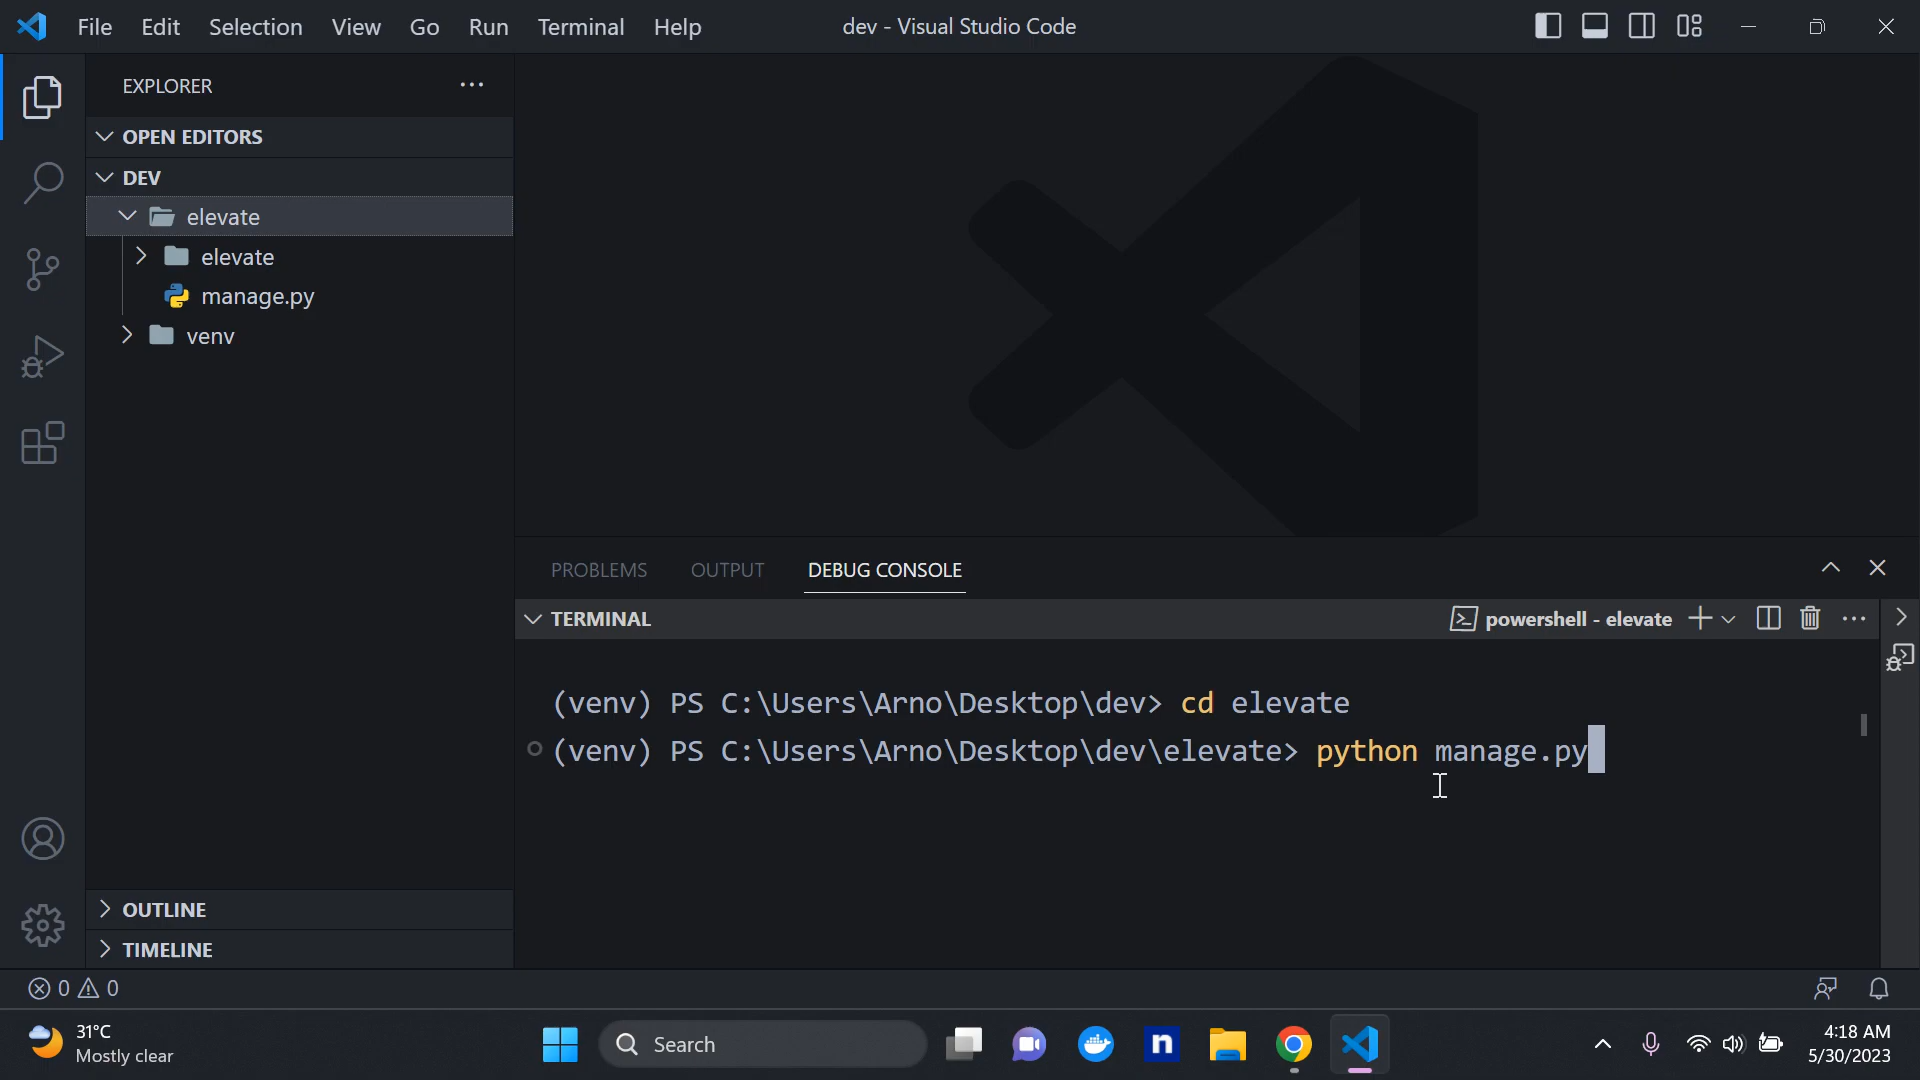 File Edit Selection View Go Run Terminal Help
dev - Visual Studio Code
EXPLORER
OPEN EDITORS
DEV
elevate
elevate
manage.py
venv
OUTLINE
TIMELINE
PROBLEMS OUTPUT DEBUG CONSOLE
TERMINAL
powershell - elevate
(venv) PS C:\Users\Arno\Desktop\dev> cd elevate
(venv) PS C:\Users\Arno\Desktop\dev\elevate> python manage.py
0 0
31°C
Mostly clear
Search
n
4:18 AM
5/30/2023